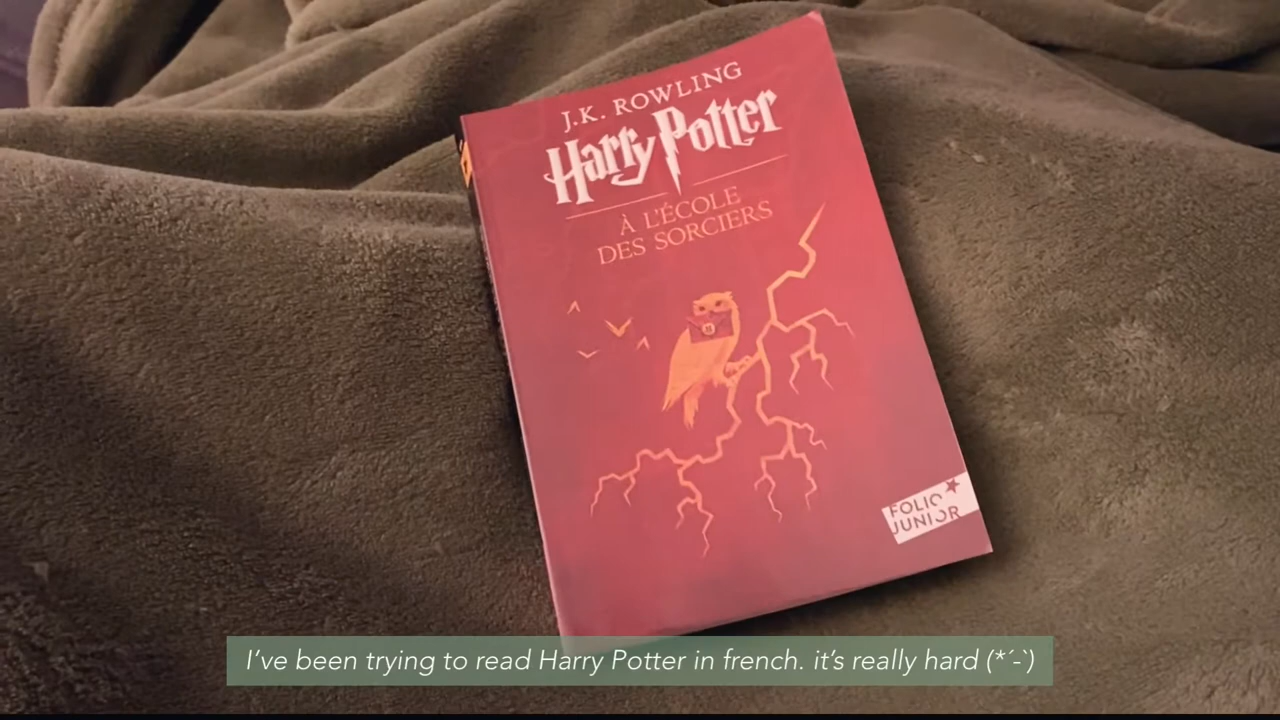 J.K. ROWLING
Harry Potter
À L'ÉCOLE
DES SORCIERS
FOLIO
JUNIOR
I've been trying to read Harry Potter in french. it's really hard (*´-`)